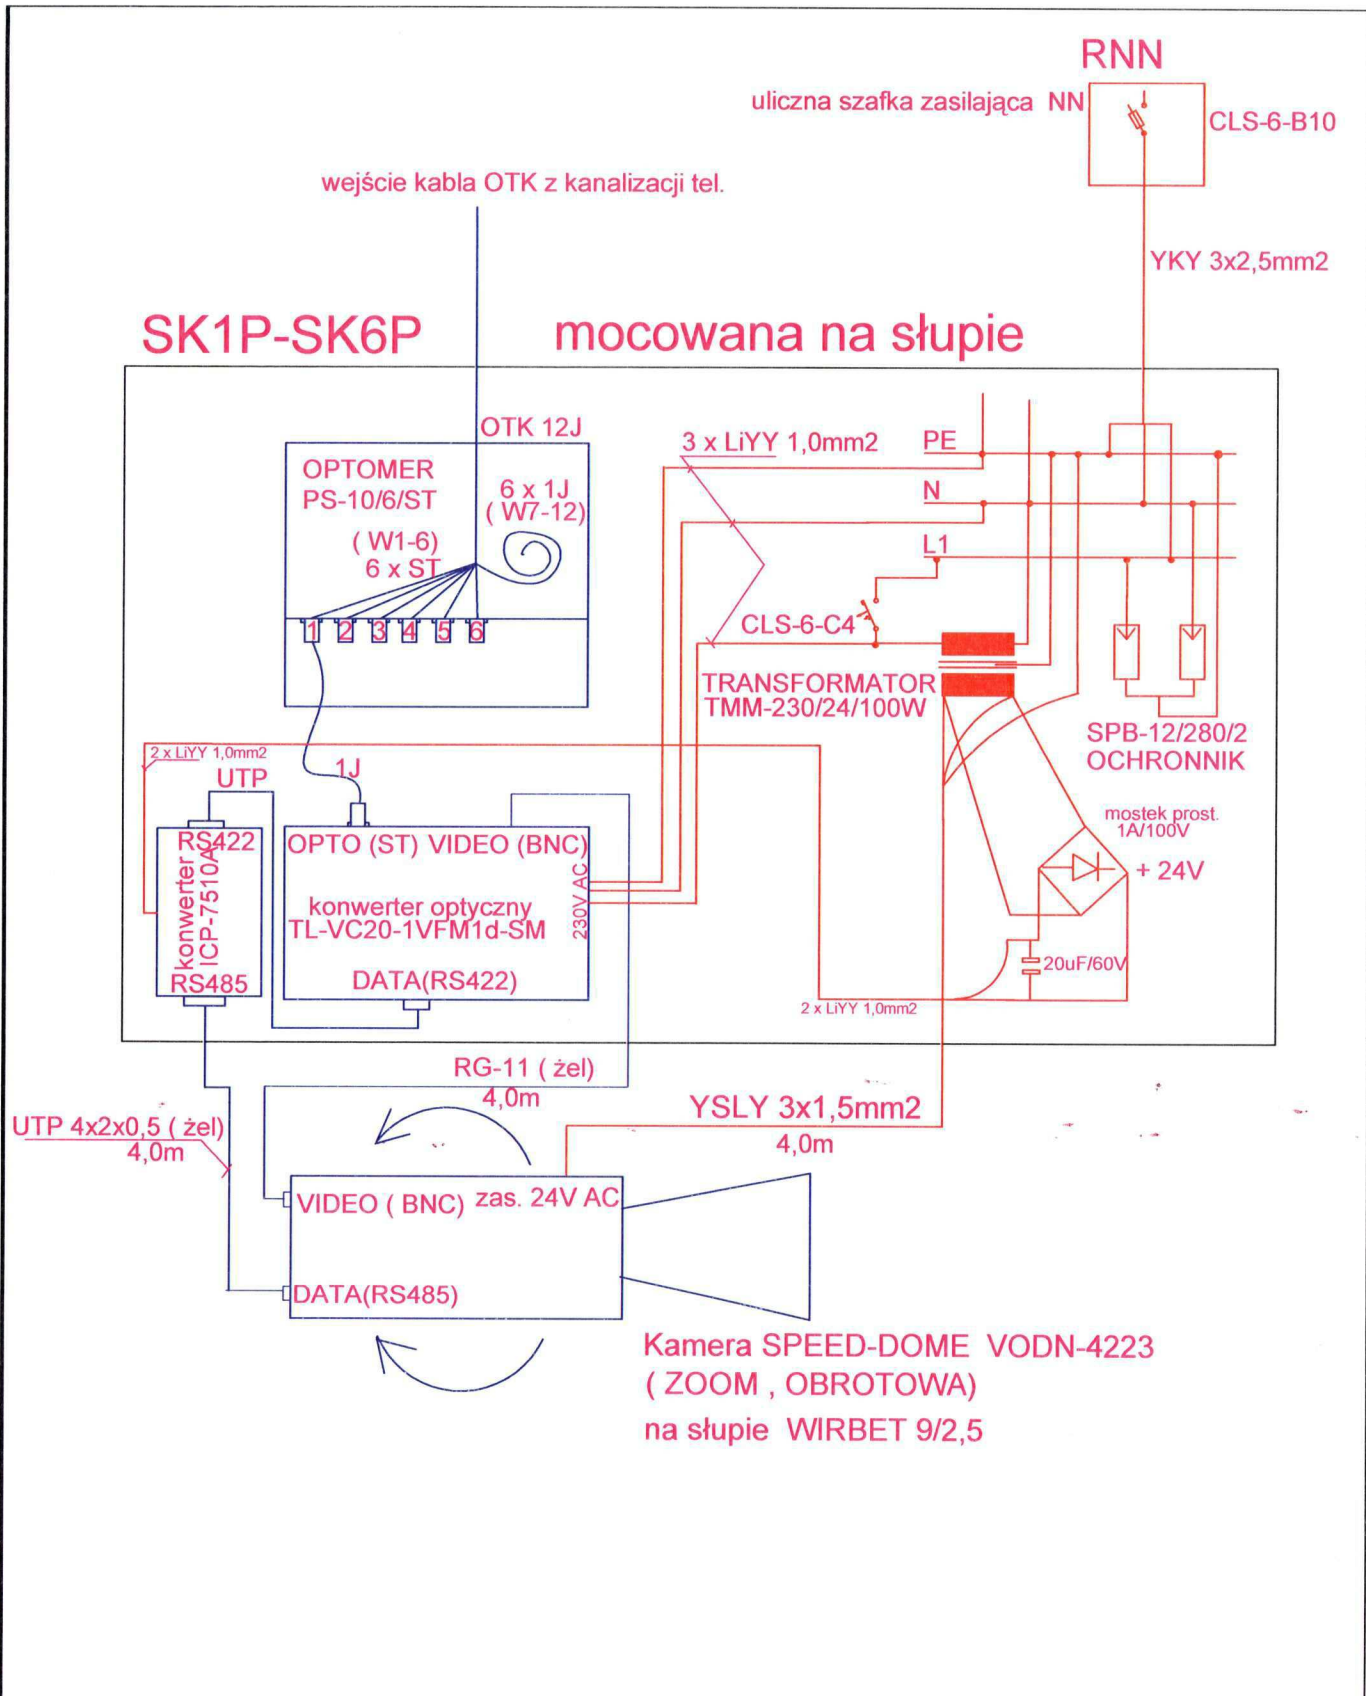 RNN
uliczna szafka zasilająca NN
CLS-6-B10
wejście kabla OTK z kanalizacji tel.
YKY 3x2,5mm2
SK1P-SK6P mocowana na słupie
OTK 12J
OPTOMER
PS-10/6/ST
6 x 1J
( W7-12)
( W1-6)
6 x ST
1 2 3 4 5 6
3 x LiYY 1,0mm2
PE
N
L1
CLS-6-C4
TRANSFORMATOR
TMM-230/24/100W
SPB-12/280/2
OCHRONNIK
2 x LiYY 1,0mm2
UTP
1J
mostek prost.
1A/100V
+ 24V
RS422
konwerter
ICP-7510A
RS485
OPTO (ST) VIDEO (BNC)
230V AC
konwerter optyczny
TL-VC20-1VFM1d-SM
DATA(RS422)
20uF/60V
2 x LiYY 1,0mm2
RG-11 ( żel)
4,0m
YSLY 3x1,5mm2
4,0m
UTP 4x2x0,5 ( żel)
4,0m
VIDEO ( BNC) zas. 24V AC
DATA(RS485)
Kamera SPEED-DOME VODN-4223
( ZOOM , OBROTOWA)
na słupie WIRBET 9/2,5